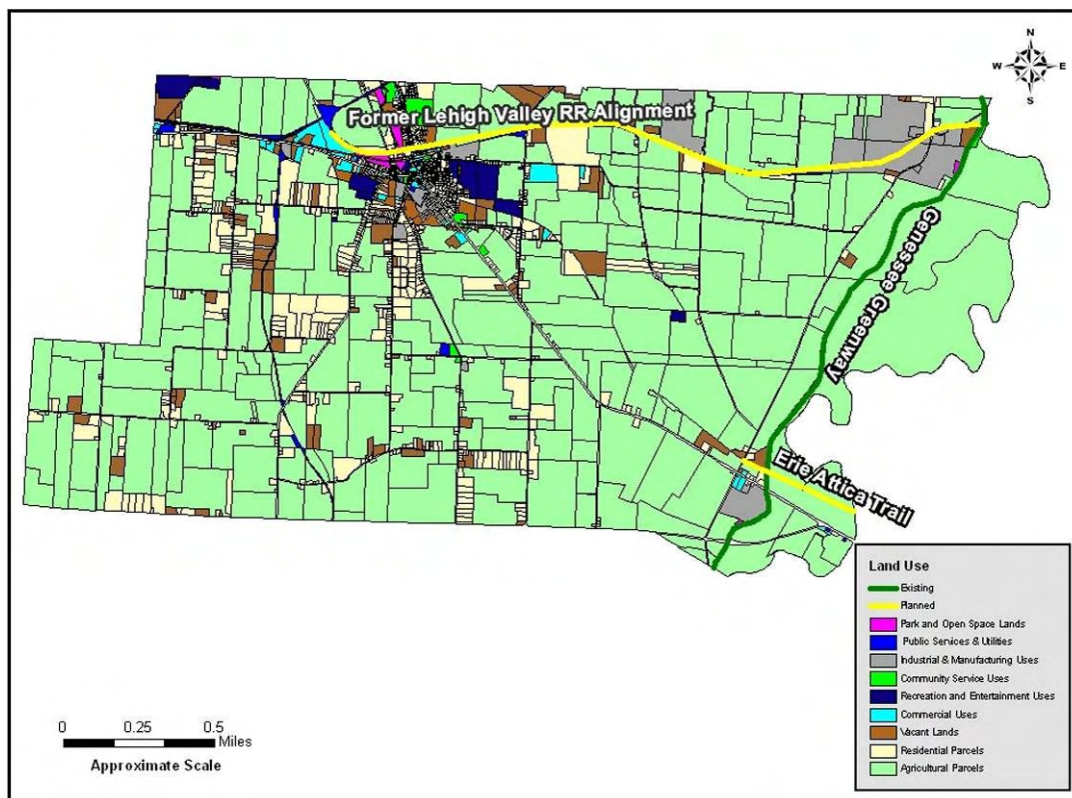 N
W E
S
Former Lehigh Valley RR Alignment
Genessee Greenway
Erie Attica Trail
Land Use
Existing
Planned
Park and Open Space Lands
Public Services & Utilities
Industrial & Manufacturing Uses
Community Service Uses
Recreation and Entertainment Uses
Commercial Uses
Vacant Lands
Residential Parcels
Agricultural Parcels
0 0.25 0.5
Miles
Approximate Scale